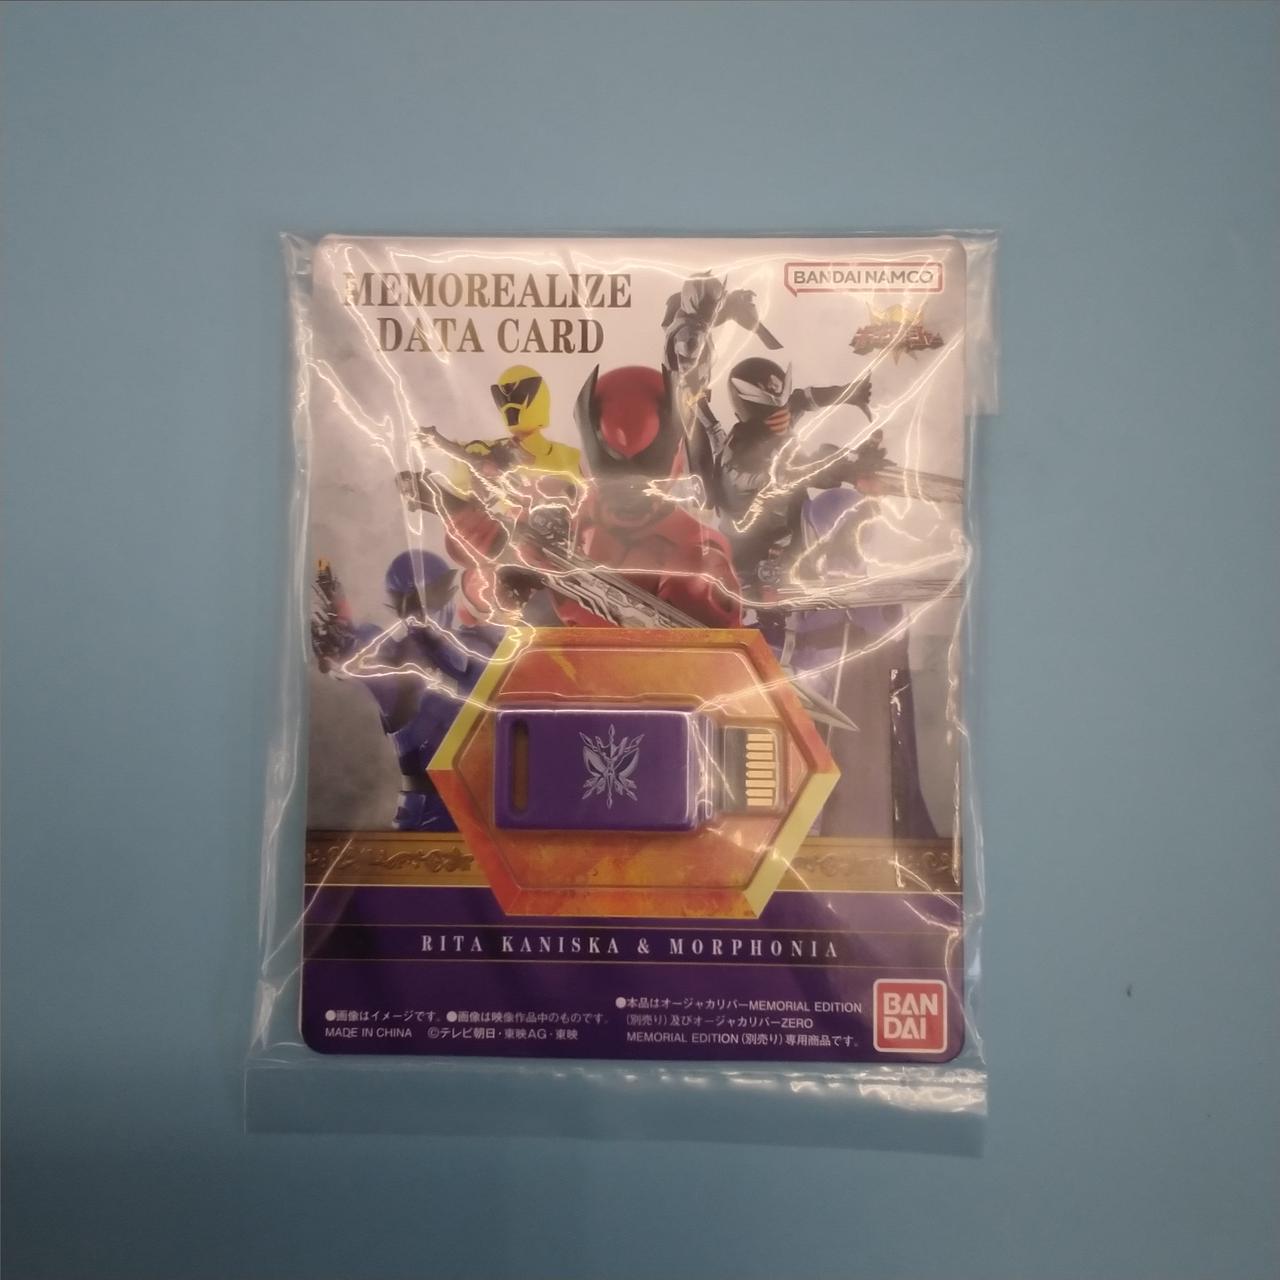 MEMOREALIZE
DATA CARD
BANDAI NAMCO
RITA KANISKA & MORPHONIA
●画像はイメージです。●画像は映像作品中のものです。
MADE IN CHINA ©テレビ朝日・東映AG・東映
●本品はオージャカリバーMEMORIAL EDITION
(別売り)及びオージャカリバーZERO
MEMORIAL EDITION(別売り)専用商品です。
BAN
DAI